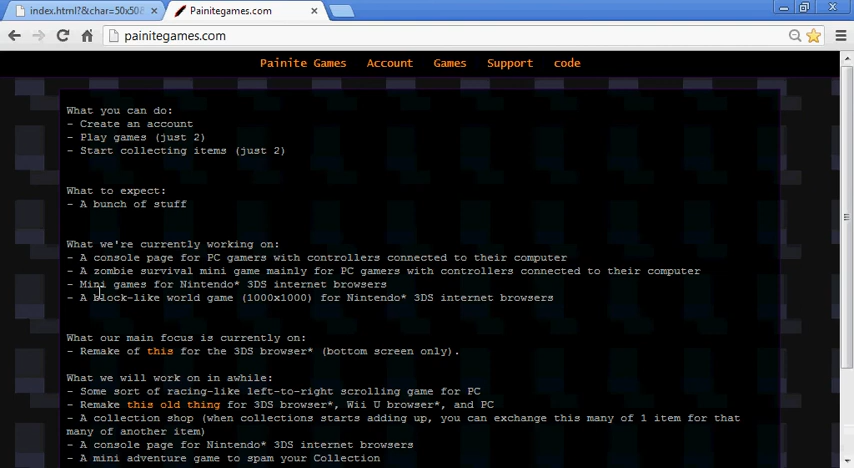 index.html?&char=50x50&
Painitegames.com
painitegames.com
Painite Games Account Games Support code
What you can do:
- Create an account
- Play games (just 2)
- Start collecting items (just 2)
What to expect:
- A bunch of stuff
What we're currently working on:
- A console page for PC gamers with controllers connected to their computer
- A zombie survival mini game mainly for PC gamers with controllers connected to their computer
- Mini games for Nintendo* 3DS internet browsers
- A block-like world game (1000x1000) for Nintendo* 3DS internet browsers
What our main focus is currently on:
- Remake of this for the 3DS browser* (bottom screen only).
What we will work on in awhile:
- Some sort of racing-like left-to-right scrolling game for PC
- Remake this old thing for 3DS browser*, Wii U browser*, and PC
- A collection shop (when collections starts adding up, you can exchange this many of 1 item for that
many of another item)
- A console page for Nintendo* 3DS internet browsers
- A mini adventure game to spam your Collection